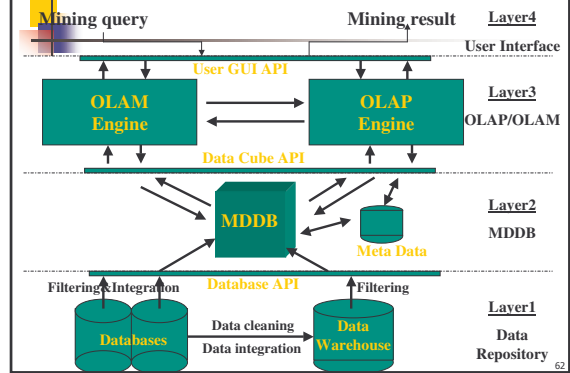 Mining query
Mining result
Layer4
User Interface
User GUI API
OLAM
Engine
OLAP
Engine
Layer3
OLAP/OLAM
Data Cube API
MDDB
Meta Data
Layer2
MDDB
Filtering&Integration
Database API
Filtering
Layer1
Data
Repository
Databases
Data cleaning
Data integration
Data
Warehouse
62